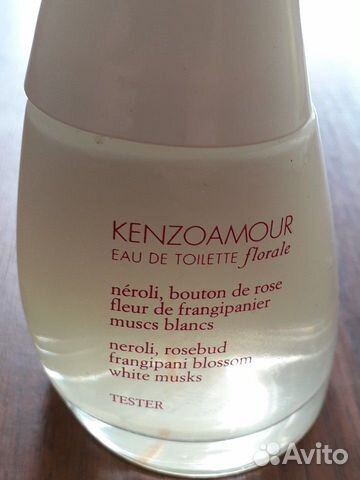 KENZOAMOUR
EAU DE TOILETTE florale
néroli, bouton de rose
fleur de frangipanier
muscs blancs
neroli, rosebud
frangipani blossom
white musks
TESTER
Avito